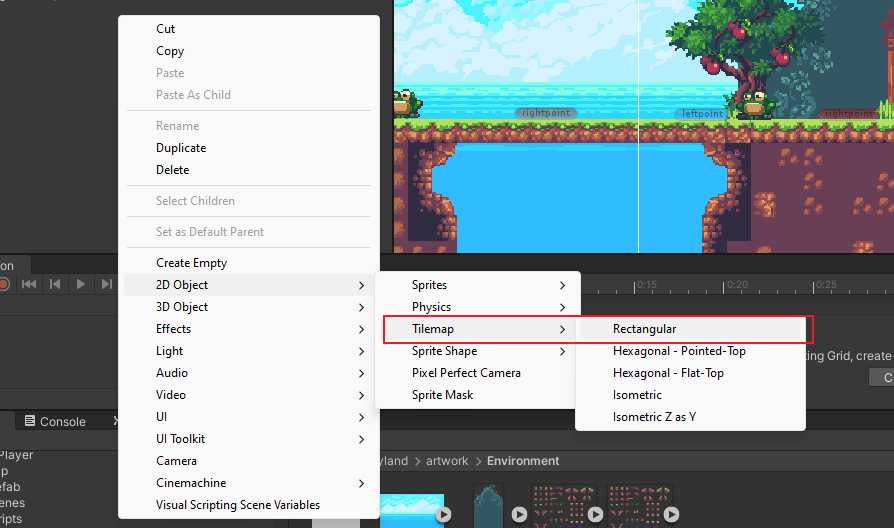 Cut
Copy
Paste
Paste As Child
Rename
Duplicate
Delete
Select Children
Set as Default Parent
Create Empty
2D Object
3D Object
Effects
Light
Audio
Video
UI
UI Toolkit
Camera
Cinemachine
Visual Scripting Scene Variables
Sprites
Physics
Tilemap
Sprite Shape
Pixel Perfect Camera
Sprite Mask
Rectangular
Hexagonal - Pointed-Top
Hexagonal - Flat-Top
Isometric
Isometric Z as Y
rightpoint
leftpoint
rightpoint
on
0:15
0:20
0:25
ting Grid, create
C
Console
Player
p
efab
enes
ripts
yland > artwork > Environment